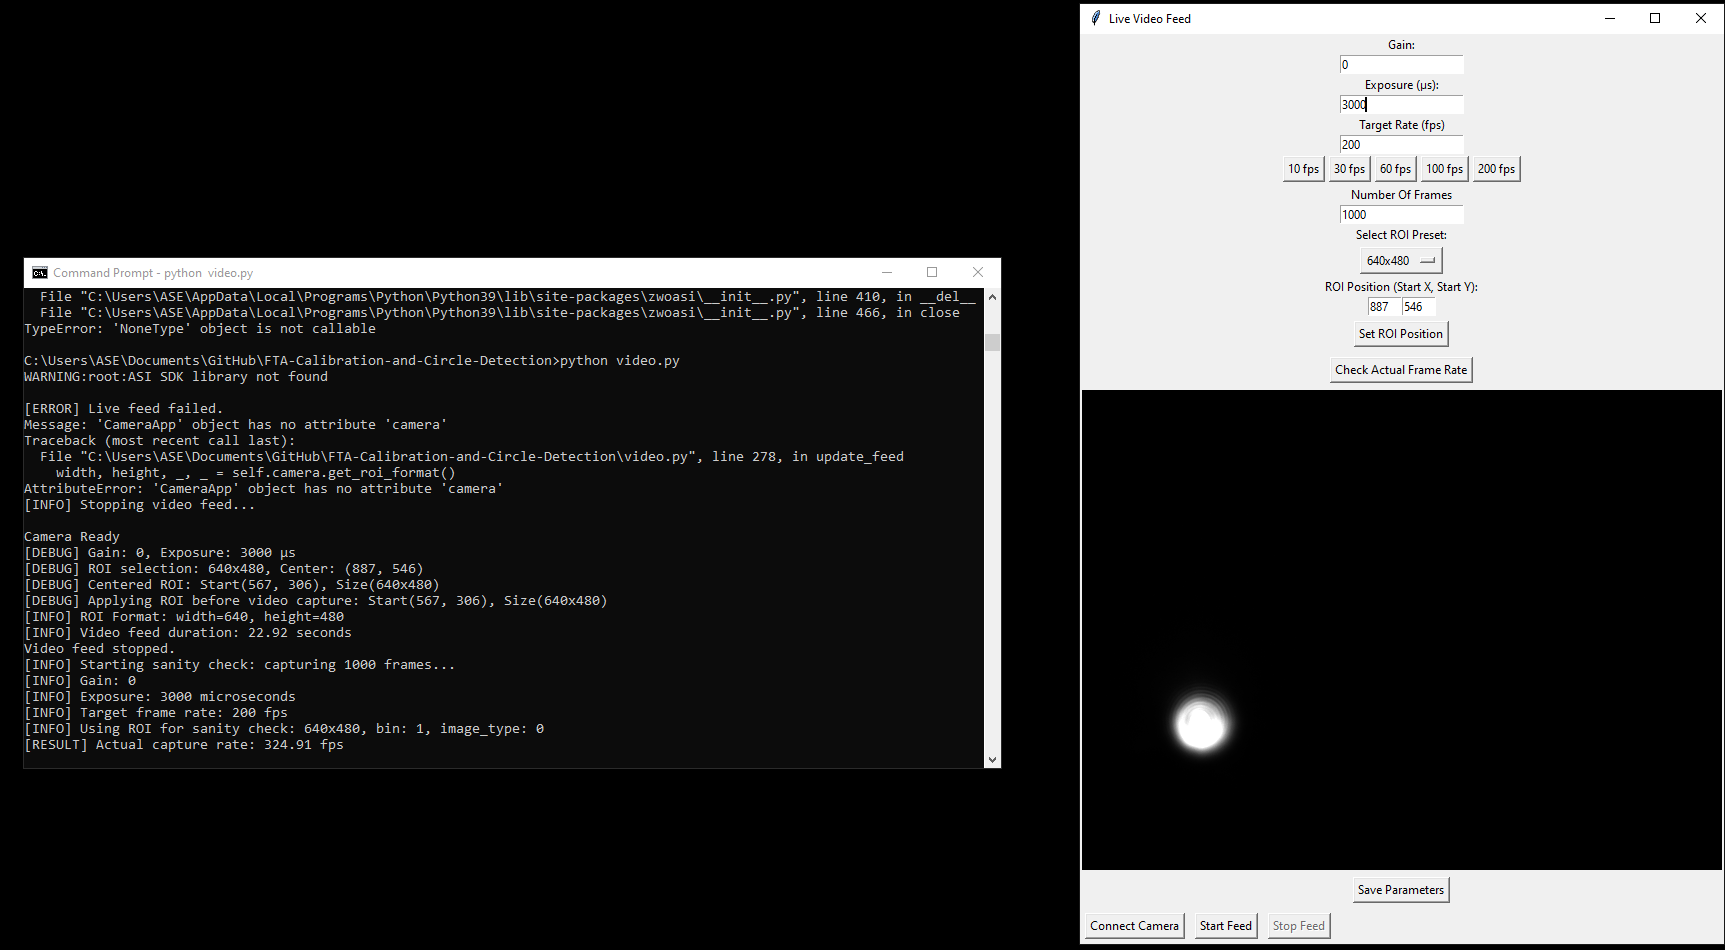 Command Prompt - python  video.py
  File "C:\Users\ASE\AppData\Local\Programs\Python\Python39\lib\site-packages\zwoasi\__init__.py", line 410, in __del__
  File "C:\Users\ASE\AppData\Local\Programs\Python\Python39\lib\site-packages\zwoasi\__init__.py", line 466, in close
TypeError: 'NoneType' object is not callable
C:\Users\ASE\Documents\GitHub\FTA-Calibration-and-Circle-Detection>python video.py
WARNING:root:ASI SDK library not found
[ERROR] Live feed failed.
Message: 'CameraApp' object has no attribute 'camera'
Traceback (most recent call last):
  File "C:\Users\ASE\Documents\GitHub\FTA-Calibration-and-Circle-Detection\video.py", line 278, in update_feed
    width, height, _, _ = self.camera.get_roi_format()
AttributeError: 'CameraApp' object has no attribute 'camera'
[INFO] Stopping video feed...
Camera Ready
[DEBUG] Gain: 0, Exposure: 3000 µs
[DEBUG] ROI selection: 640x480, Center: (887, 546)
[DEBUG] Centered ROI: Start(567, 306), Size(640x480)
[DEBUG] Applying ROI before video capture: Start(567, 306), Size(640x480)
[INFO] ROI Format: width=640, height=480
[INFO] Video feed duration: 22.92 seconds
Video feed stopped.
[INFO] Starting sanity check: capturing 1000 frames...
[INFO] Gain: 0
[INFO] Exposure: 3000 microseconds
[INFO] Target frame rate: 200 fps
[INFO] Using ROI for sanity check: 640x480, bin: 1, image_type: 0
[RESULT] Actual capture rate: 324.91 fps
Live Video Feed
Gain:
0
Exposure (µs):
3000
Target Rate (fps)
200
10 fps 30 fps 60 fps 100 fps 200 fps
Number Of Frames
1000
Select ROI Preset:
640x480
ROI Position (Start X, Start Y):
887 546
Set ROI Position
Check Actual Frame Rate
Save Parameters
Connect Camera Start Feed Stop Feed